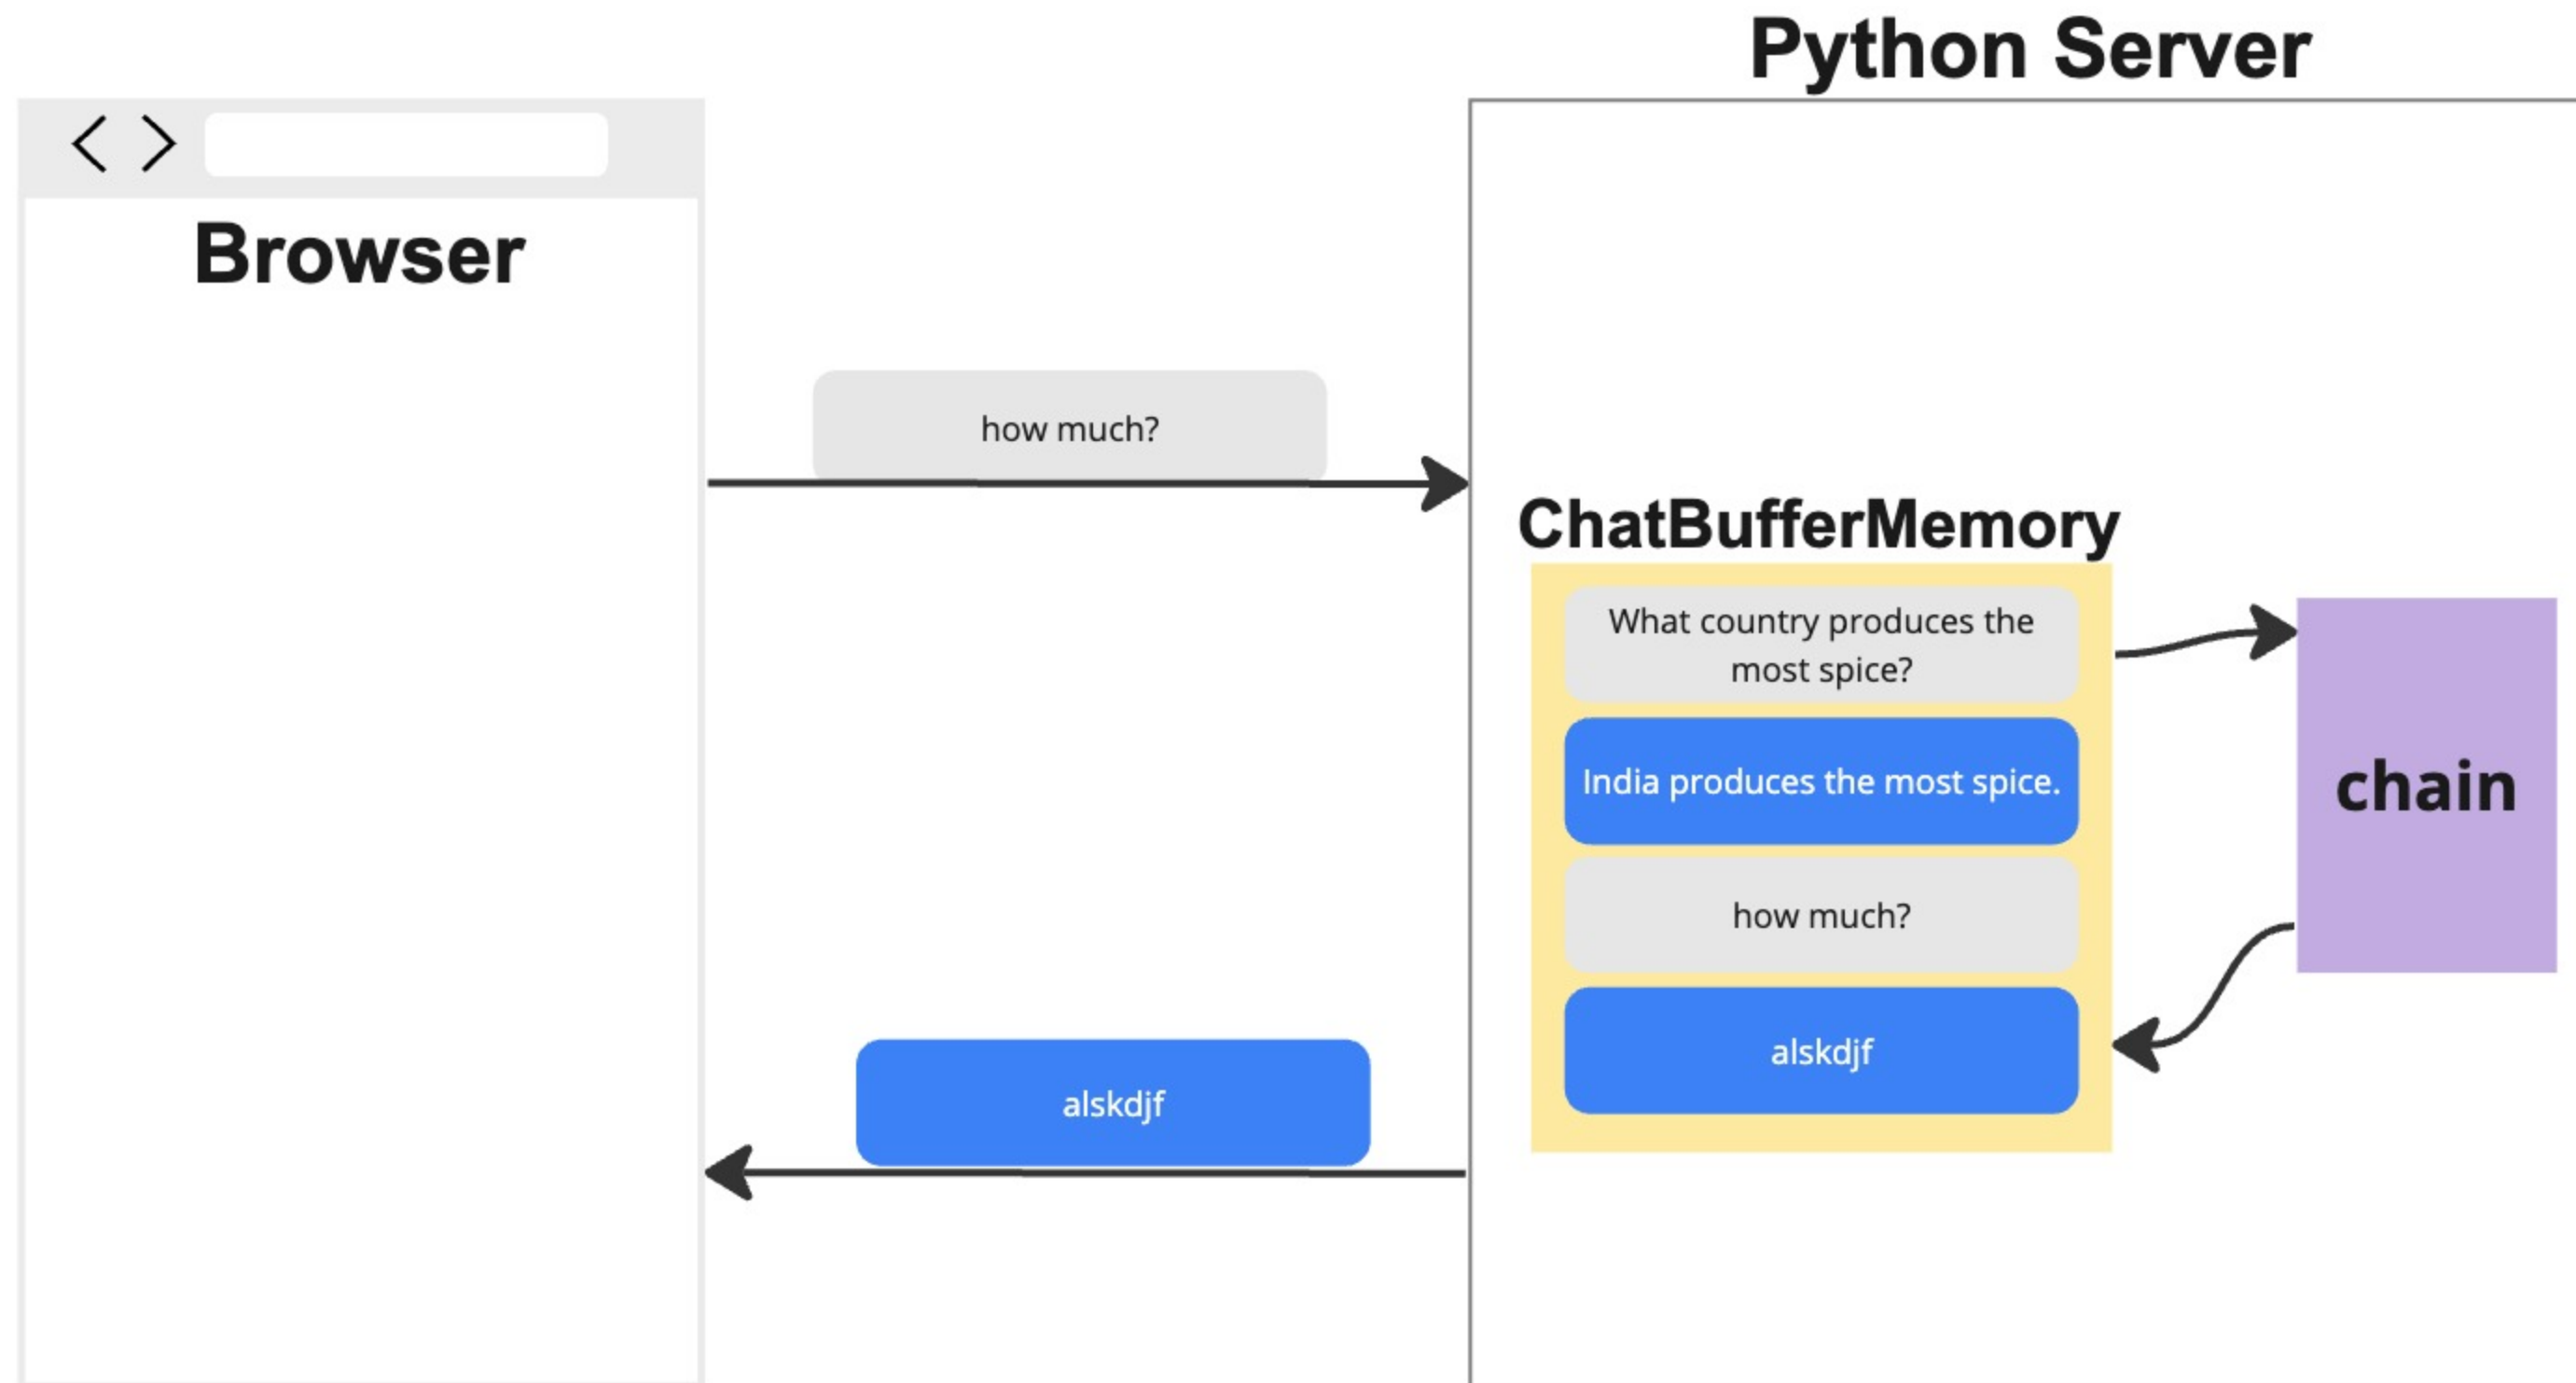 Python Server
Browser
how much?
ChatBufferMemory
What country produces the
most spice?
India produces the most spice.
chain
how much?
alskdjf
alskdjf